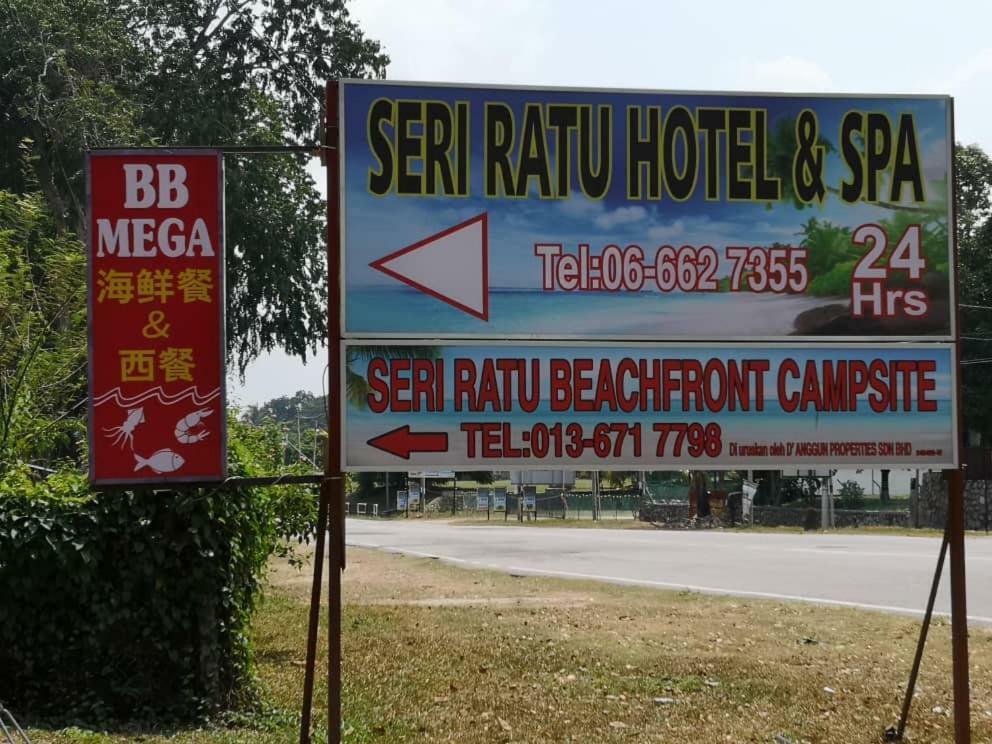 BB
MEGA
海鲜餐
&
西餐
SERI RATU HOTEL & SPA
Tel:06-662 7355
24
Hrs
SERI RATU BEACHFRONT CAMPSITE
TEL:013-671 7798
Di uruskan oleh D' ANGGUN PROPERTIES SDN BHD